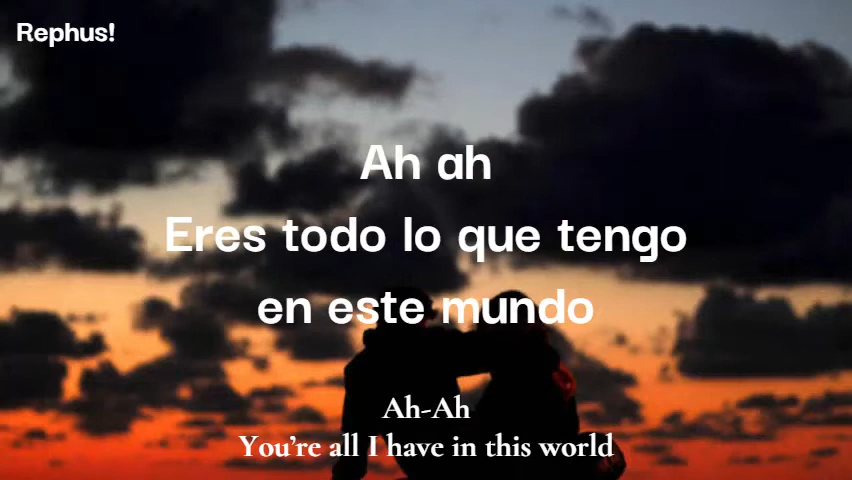 Rephus!
Ah ah
Eres todo lo que tengo
en este mundo
Ah-Ah
You’re all I have in this world